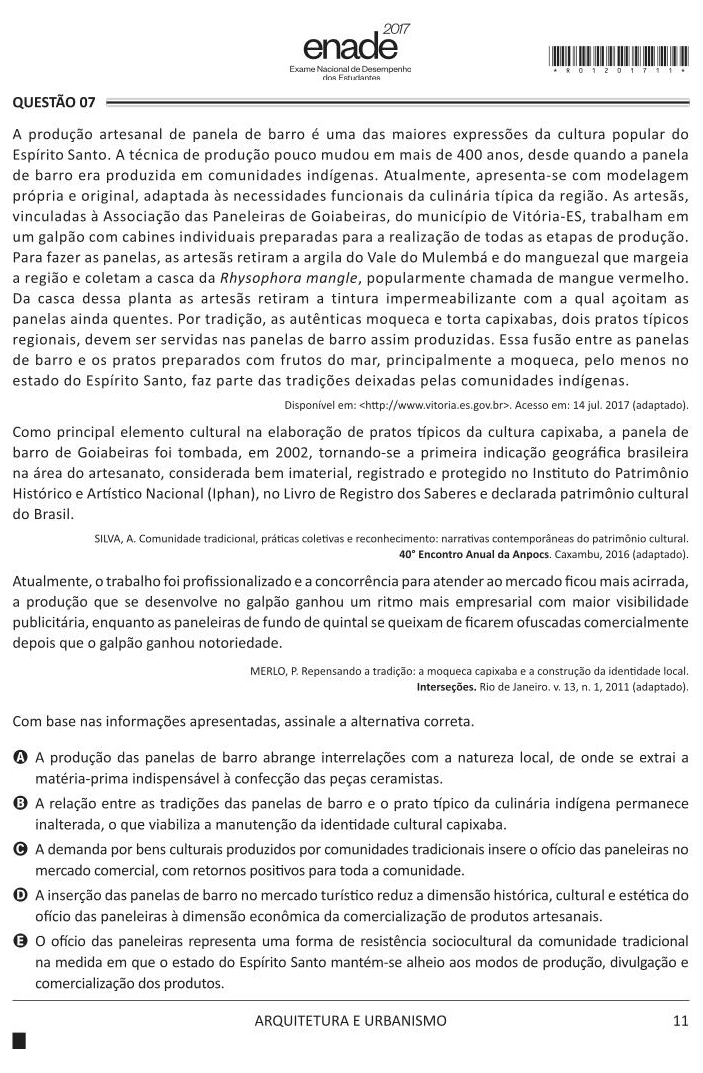 enade 2017
Exame Nacional de Desempenho
dos Estudantes
*R01201711*
QUESTÃO 07
A produção artesanal de panela de barro é uma das maiores expressões da cultura popular do
Espírito Santo. A técnica de produção pouco mudou em mais de 400 anos, desde quando a panela
de barro era produzida em comunidades indígenas. Atualmente, apresenta-se com modelagem
própria e original, adaptada às necessidades funcionais da culinária típica da região. As artesãs,
vinculadas à Associação das Paneleiras de Goiabeiras, do município de Vitória-ES, trabalham em
um galpão com cabines individuais preparadas para a realização de todas as etapas de produção.
Para fazer as panelas, as artesãs retiram a argila do Vale do Mulembá e do manguezal que margeia
a região e coletam a casca da Rhysophora mangle, popularmente chamada de mangue vermelho.
Da casca dessa planta as artesãs retiram a tintura impermeabilizante com a qual açoitam as
panelas ainda quentes. Por tradição, as autênticas moqueca e torta capixabas, dois pratos típicos
regionais, devem ser servidas nas panelas de barro assim produzidas. Essa fusão entre as panelas
de barro e os pratos preparados com frutos do mar, principalmente a moqueca, pelo menos no
estado do Espírito Santo, faz parte das tradições deixadas pelas comunidades indígenas.
Disponível em: <http://www.vitoria.es.gov.br>. Acesso em: 14 jul. 2017 (adaptado).
Como principal elemento cultural na elaboração de pratos típicos da cultura capixaba, a panela de
barro de Goiabeiras foi tombada, em 2002, tornando-se a primeira indicação geográfica brasileira
na área do artesanato, considerada bem imaterial, registrado e protegido no Instituto do Patrimônio
Histórico e Artístico Nacional (Iphan), no Livro de Registro dos Saberes e declarada patrimônio cultural
do Brasil.
SILVA, A. Comunidade tradicional, práticas coletivas e reconhecimento: narrativas contemporâneas do patrimônio cultural.
40° Encontro Anual da Anpocs. Caxambu, 2016 (adaptado).
Atualmente, o trabalho foi profissionalizado e a concorrência para atender ao mercado ficou mais acirrada,
a produção que se desenvolve no galpão ganhou um ritmo mais empresarial com maior visibilidade
publicitária, enquanto as paneleiras de fundo de quintal se queixam de ficarem ofuscadas comercialmente
depois que o galpão ganhou notoriedade.
MERLO, P. Repensando a tradição: a moqueca capixaba e a construção da identidade local.
Interseções. Rio de Janeiro. v. 13, n. 1, 2011 (adaptado).
Com base nas informações apresentadas, assinale a alternativa correta.
A A produção das panelas de barro abrange interrelações com a natureza local, de onde se extrai a
matéria-prima indispensável à confecção das peças ceramistas.
B A relação entre as tradições das panelas de barro e o prato típico da culinária indígena permanece
inalterada, o que viabiliza a manutenção da identidade cultural capixaba.
C A demanda por bens culturais produzidos por comunidades tradicionais insere o ofício das paneleiras no
mercado comercial, com retornos positivos para toda a comunidade.
D A inserção das panelas de barro no mercado turístico reduz a dimensão histórica, cultural e estética do
ofício das paneleiras à dimensão econômica da comercialização de produtos artesanais.
E O ofício das paneleiras representa uma forma de resistência sociocultural da comunidade tradicional
na medida em que o estado do Espírito Santo mantém-se alheio aos modos de produção, divulgação e
comercialização dos produtos.
ARQUITETURA E URBANISMO 11